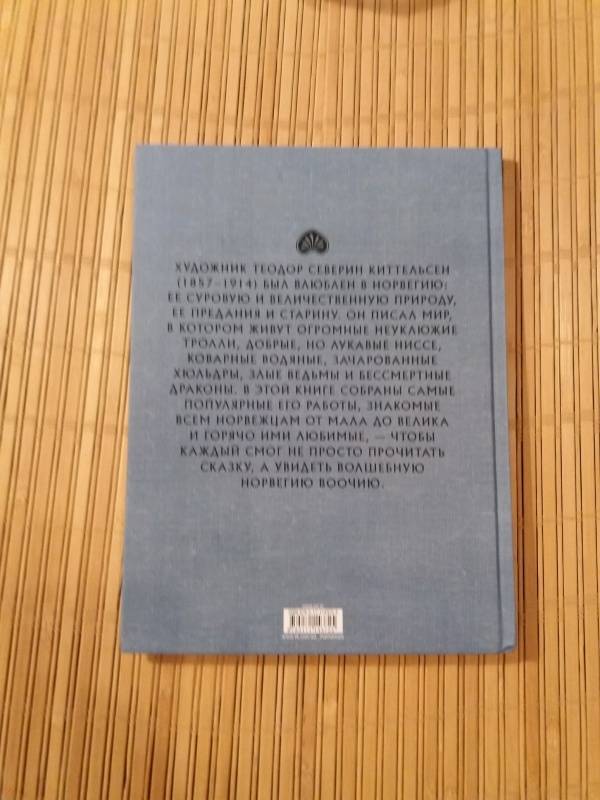 ХУДОЖНИК ТЕОДОР СЕВЕРИН КИТТЕЛЬСЕН
(1857–1914) БЫЛ ВЛЮБЛЕН В НОРВЕГИЮ:
ЕЕ СУРОВУЮ И ВЕЛИЧЕСТВЕННУЮ ПРИРОДУ,
ЕЕ ПРЕДАНИЯ И СТАРИНУ. ОН ПИСАЛ МИР,
В КОТОРОМ ЖИВУТ ОГРОМНЫЕ НЕУКЛЮЖИЕ
ТРОЛЛИ, ДОБРЫЕ, НО ЛУКАВЫЕ НИССЕ,
КОВАРНЫЕ ВОДЯНЫЕ, ЗАЧАРОВАННЫЕ
ХЮЛЬДРЫ, ЗЛЫЕ ВЕДЬМЫ И БЕССМЕРТНЫЕ
ДРАКОНЫ. В ЭТОЙ КНИГЕ СОБРАНЫ САМЫЕ
ПОПУЛЯРНЫЕ ЕГО РАБОТЫ, ЗНАКОМЫЕ
ВСЕМ НОРВЕЖЦАМ ОТ МАЛА ДО ВЕЛИКА
И ГОРЯЧО ИМИ ЛЮБИМЫЕ, — ЧТОБЫ
КАЖДЫЙ СМОГ НЕ ПРОСТО ПРОЧИТАТЬ
СКАЗКУ, А УВИДЕТЬ ВОЛШЕБНУЮ
НОРВЕГИЮ ВООЧИЮ.